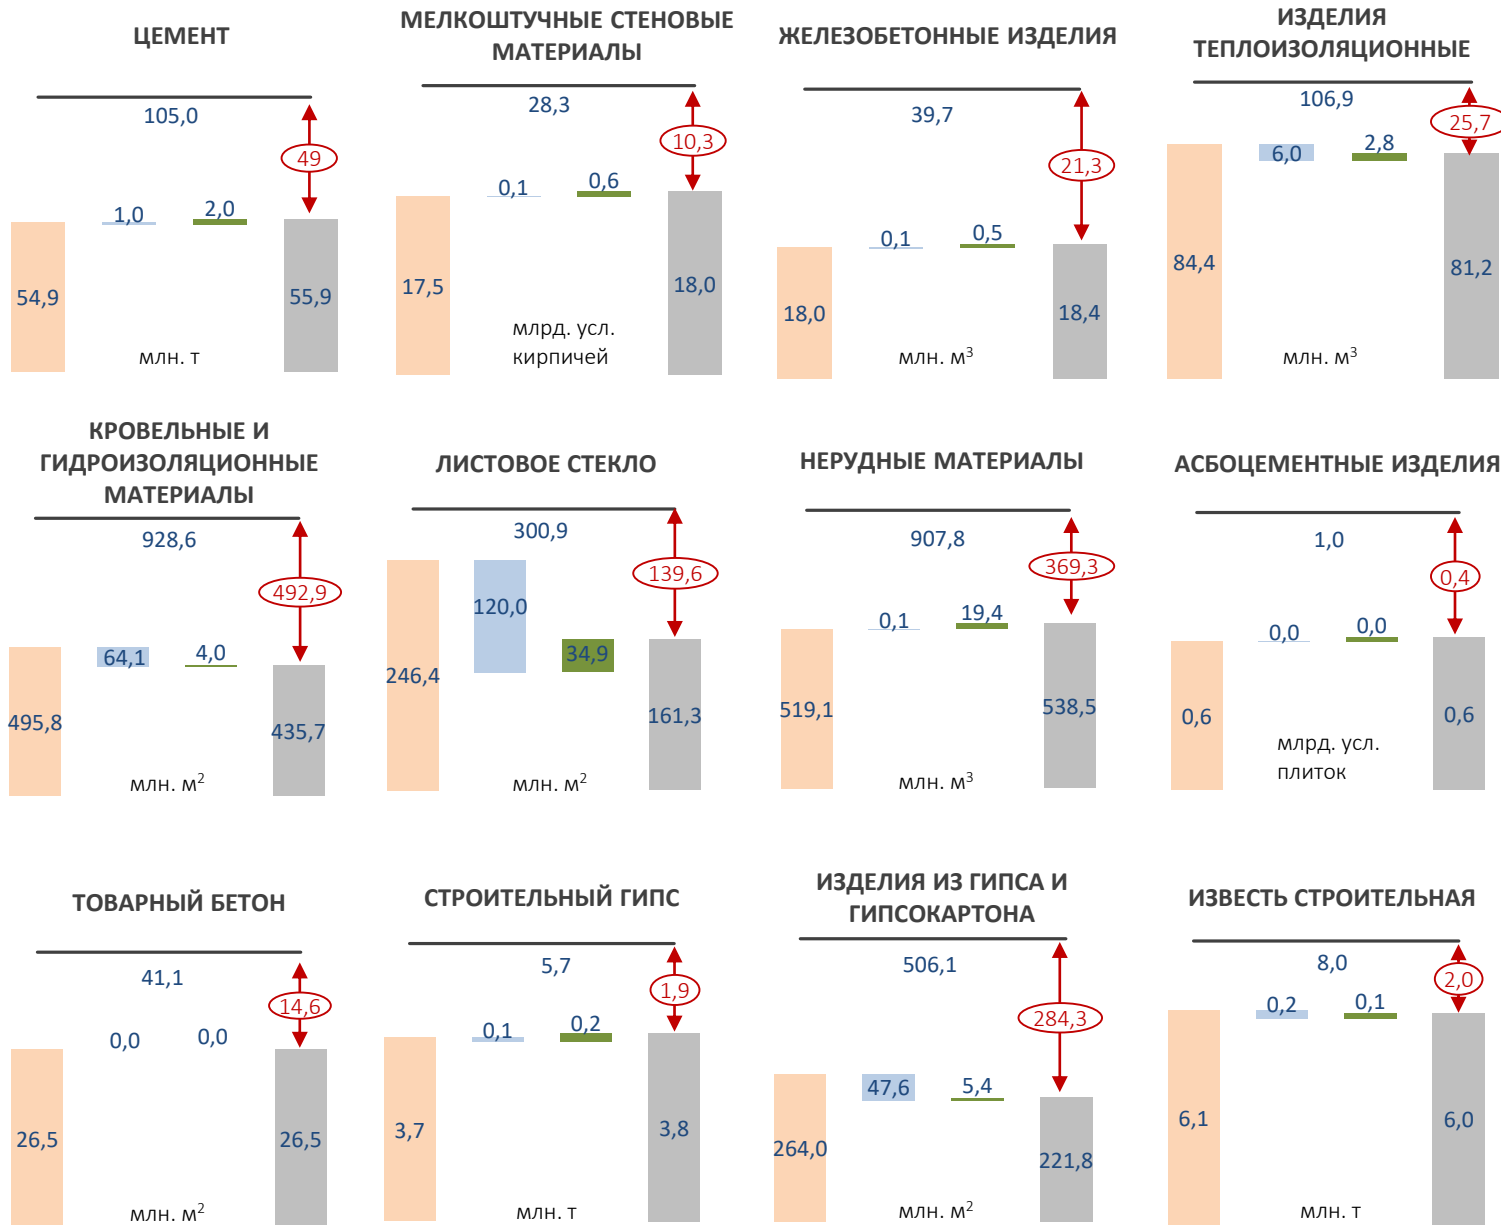 ЦЕМЕНТ
105,0
49
1,0
2,0
54,9
55,9
млн. т
МЕЛКОШТУЧНЫЕ СТЕНОВЫЕ
МАТЕРИАЛЫ
28,3
10,3
0,1
0,6
17,5
18,0
млрд. усл.
кирпичей
ЖЕЛЕЗОБЕТОННЫЕ ИЗДЕЛИЯ
39,7
21,3
0,1
0,5
18,0
18,4
млн. м³
ИЗДЕЛИЯ
ТЕПЛОИЗОЛЯЦИОННЫЕ
106,9
25,7
6,0
2,8
84,4
81,2
млн. м³
КРОВЕЛЬНЫЕ И
ГИДРОИЗОЛЯЦИОННЫЕ
МАТЕРИАЛЫ
928,6
492,9
64,1
4,0
495,8
435,7
млн. м²
ЛИСТОВОЕ СТЕКЛО
300,9
139,6
120,0
34,9
246,4
161,3
млн. м²
НЕРУДНЫЕ МАТЕРИАЛЫ
907,8
369,3
0,1
19,4
519,1
538,5
млн. м³
АСБОЦЕМЕНТНЫЕ ИЗДЕЛИЯ
1,0
0,4
0,0
0,0
0,6
0,6
млрд. усл.
плиток
ТОВАРНЫЙ БЕТОН
41,1
14,6
0,0
0,0
26,5
26,5
млн. м²
СТРОИТЕЛЬНЫЙ ГИПС
5,7
1,9
0,1
0,2
3,7
3,8
млн. т
ИЗДЕЛИЯ ИЗ ГИПСА И
ГИПСОКАРТОНА
506,1
284,3
47,6
5,4
264,0
221,8
млн. м²
ИЗВЕСТЬ СТРОИТЕЛЬНАЯ
8,0
2,0
0,2
0,1
6,1
6,0
млн. т